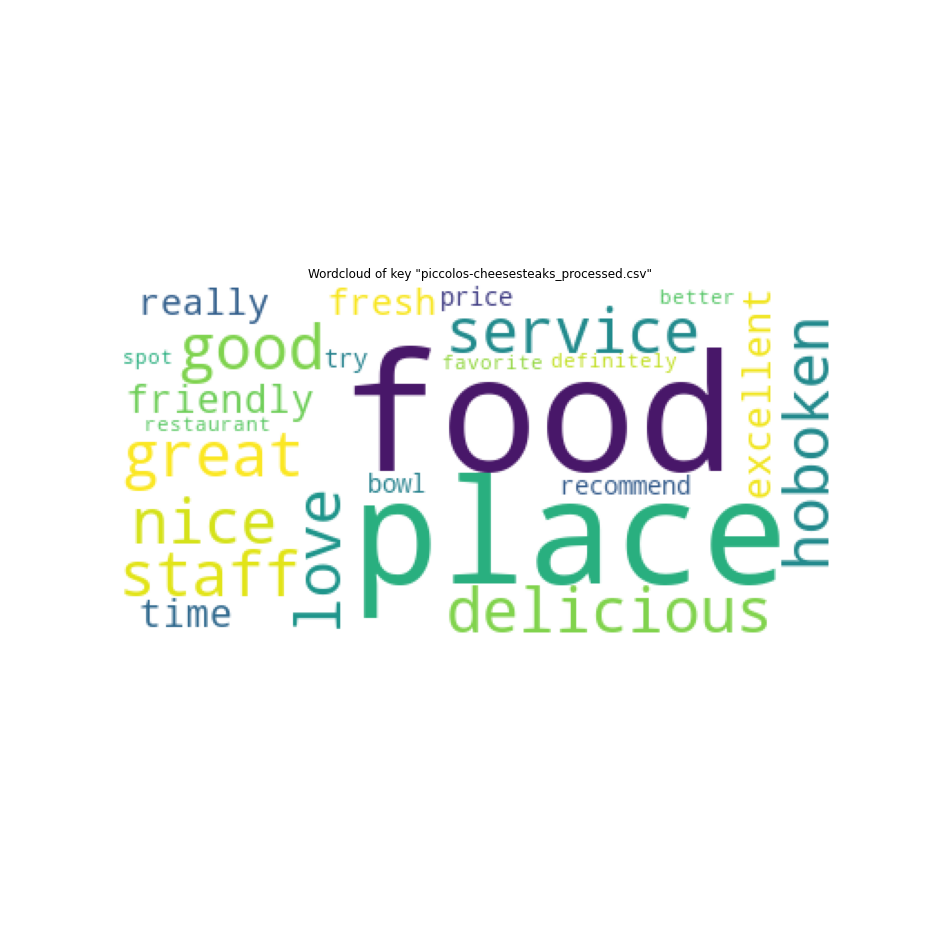 Wordcloud of key "piccolos-cheesesteaks_processed.csv"
really
fresh
price
better
service
good
spot
try
favorite
definitely
excellent
hoboken
food
friendly
restaurant
great
bowl
recommend
place
nice
love
staff
delicious
time